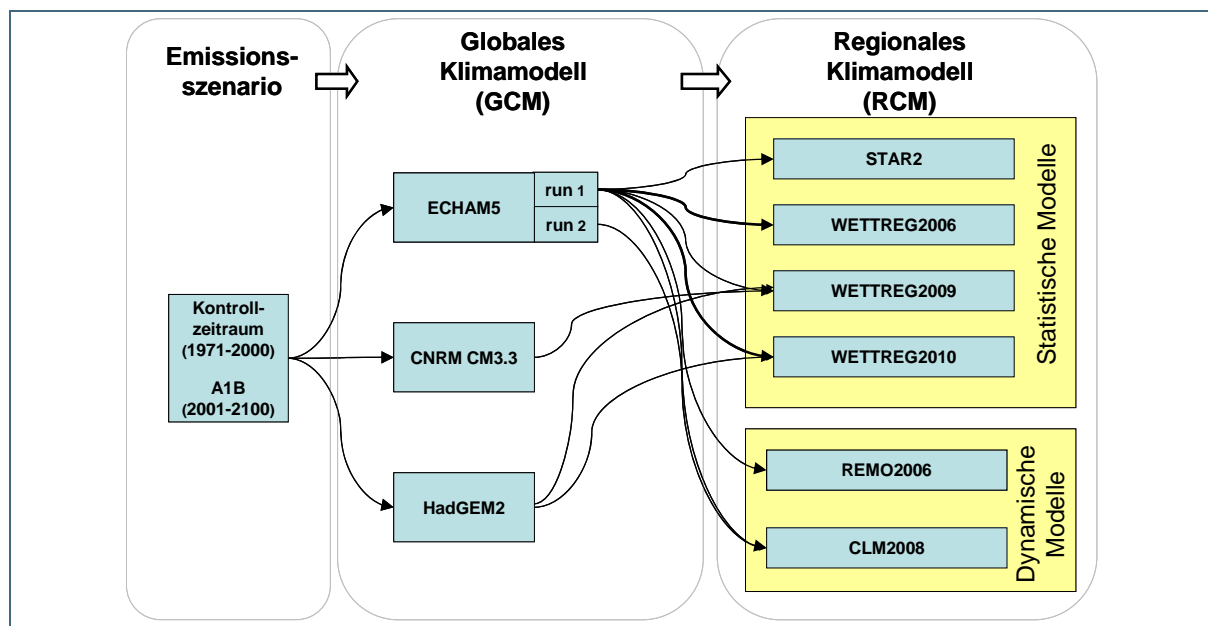 Emissions-
szenario
Globales
Klimamodell
(GCM)
Regionales
Klimamodell
(RCM)
Kontroll-
zeitraum
(1971-2000)
A1B
(2001-2100)
ECHAM5
run 1
run 2
CNRM CM3.3
HadGEM2
STAR2
WETTREG2006
WETTREG2009
WETTREG2010
Statistische Modelle
REMO2006
CLM2008
Dynamische
Modelle